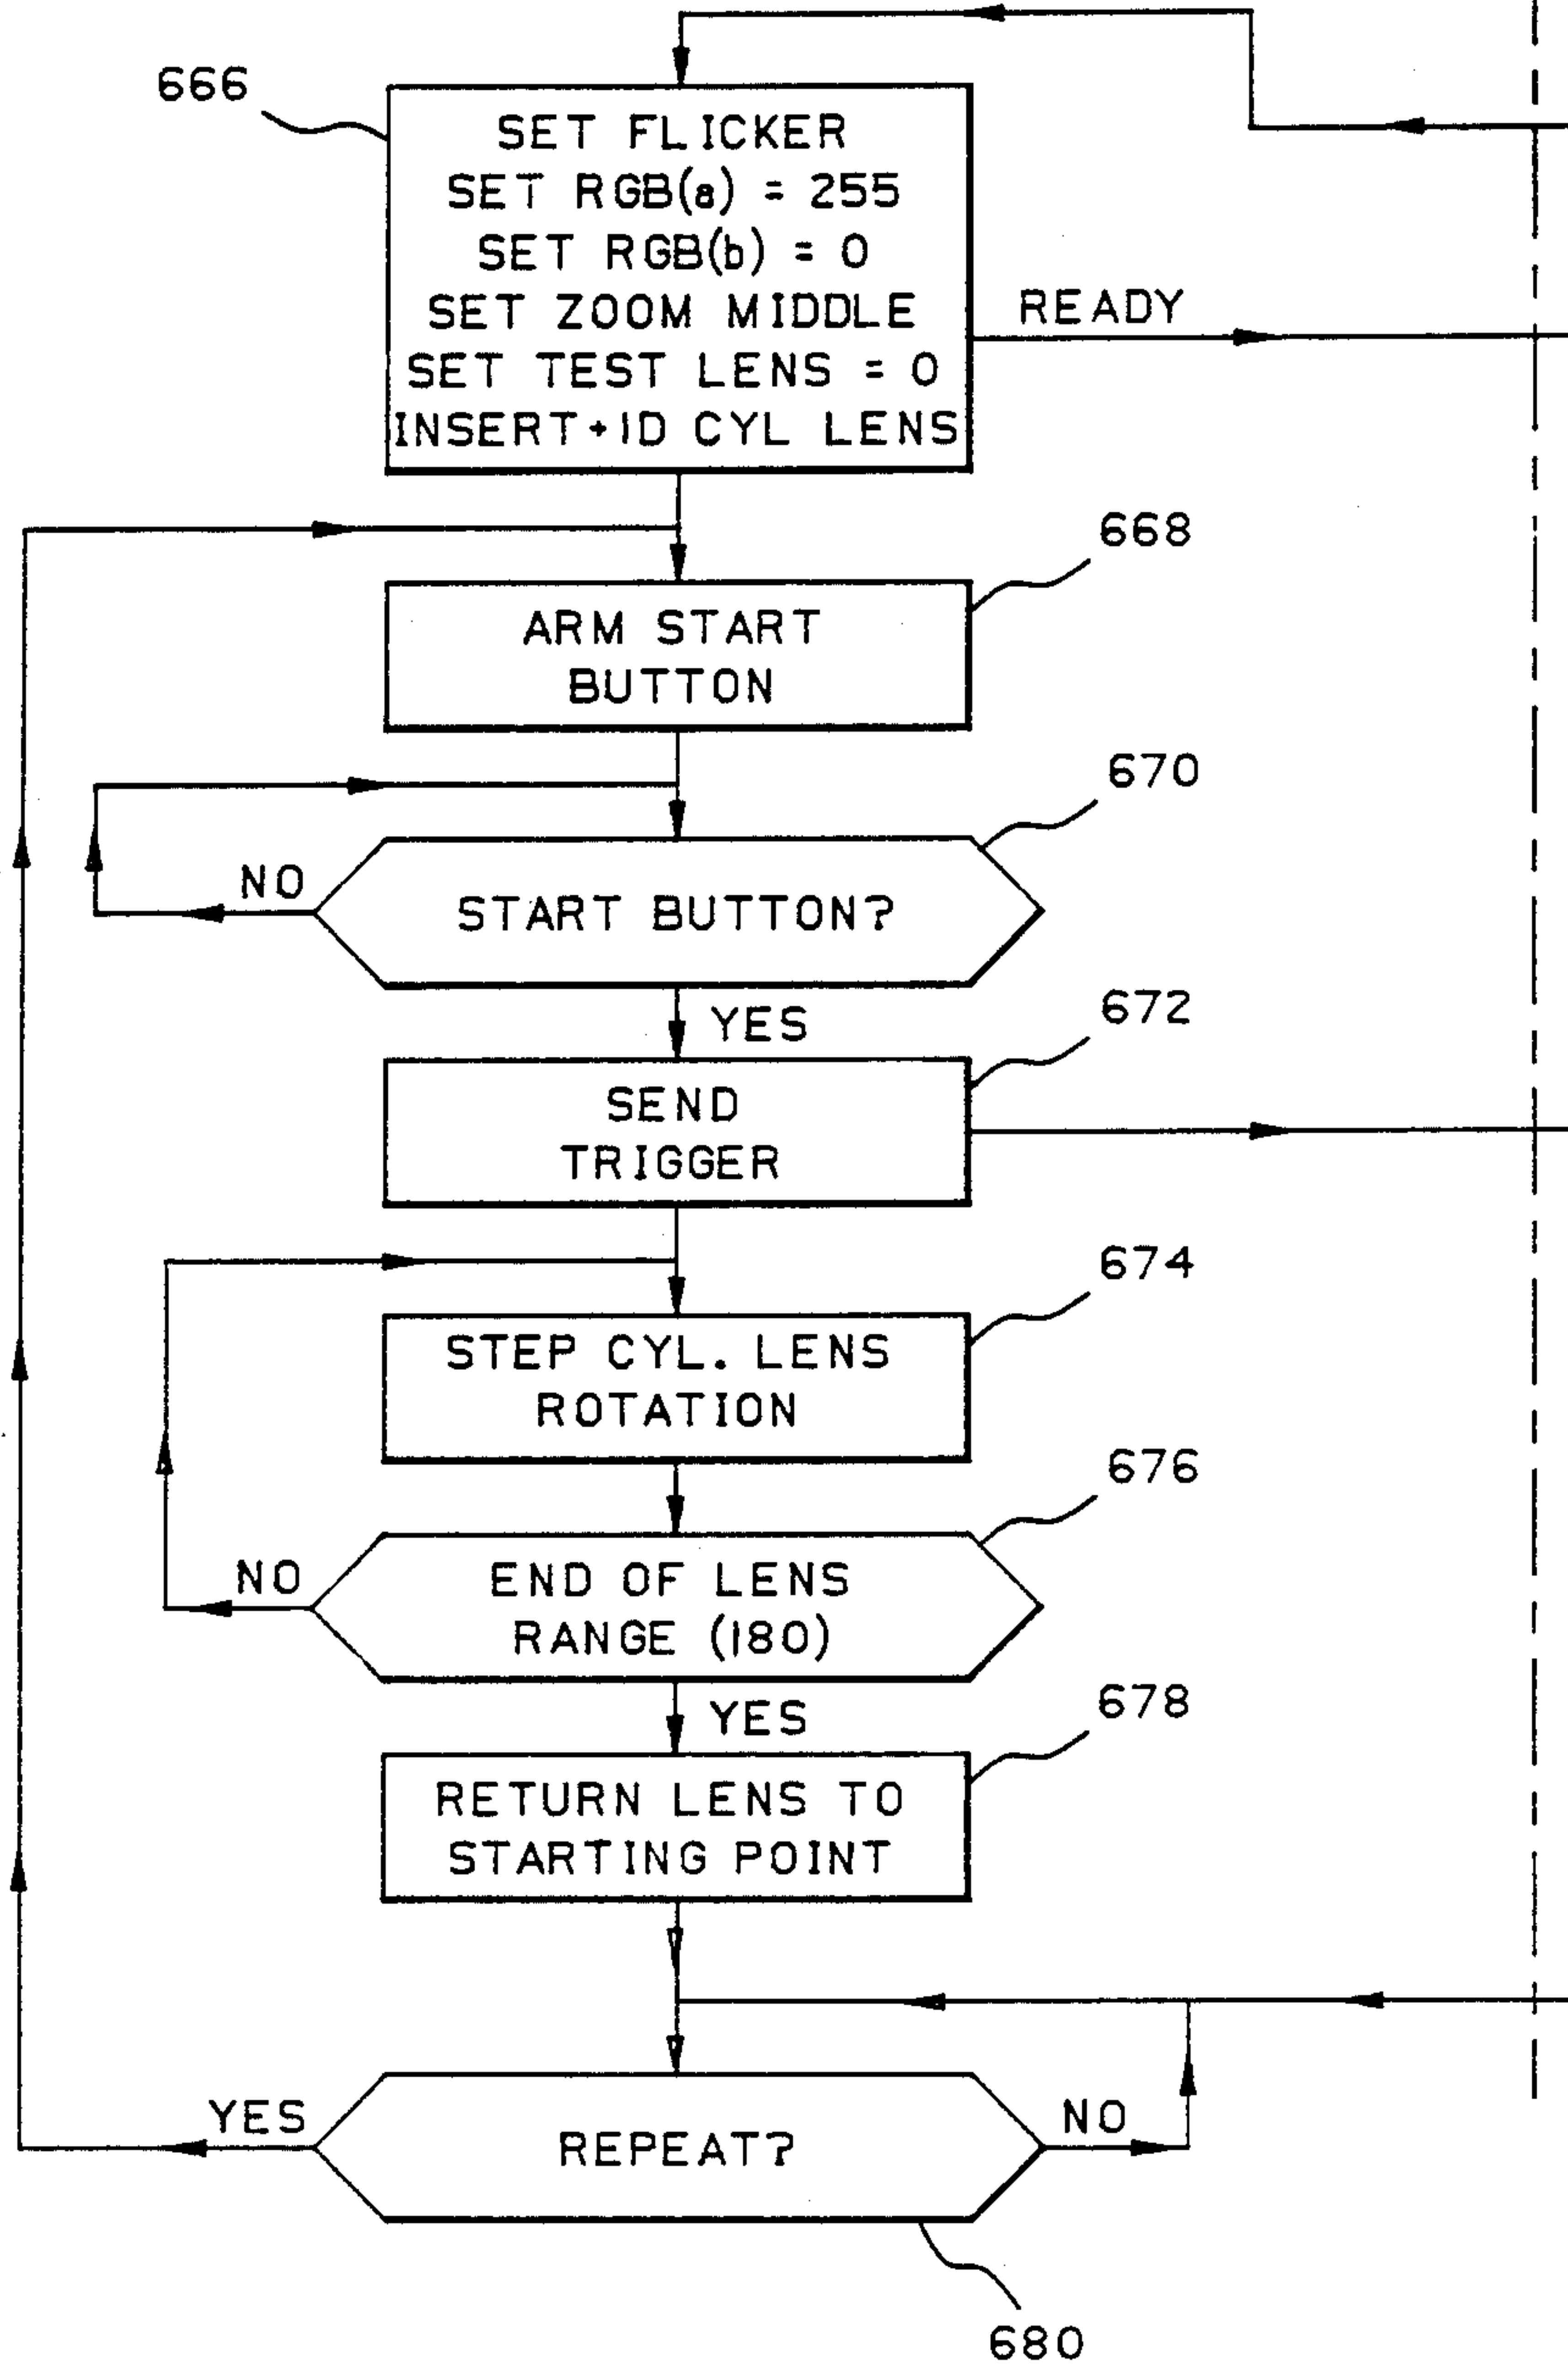 666
SET FLICKER
SET RGB(a) = 255
SET RGB(b) = 0
SET ZOOM MIDDLE
SET TEST LENS = 0
INSERT+1D CYL LENS
READY
668
ARM START
BUTTON
670
NO
START BUTTON?
YES
672
SEND
TRIGGER
674
STEP CYL. LENS
ROTATION
676
NO
END OF LENS
RANGE (180)
YES
678
RETURN LENS TO
STARTING POINT
YES
REPEAT?
NO
680